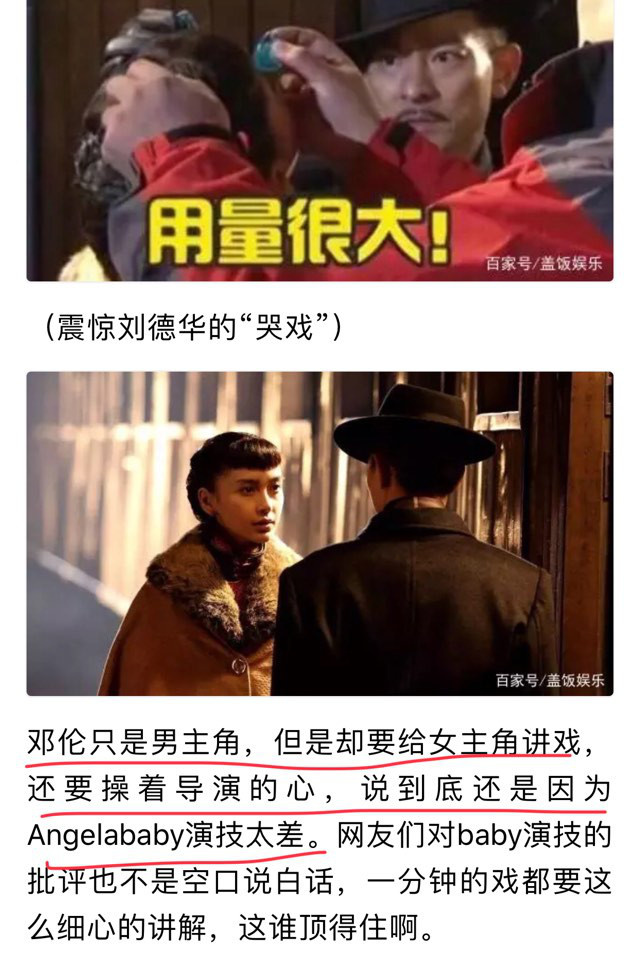 用量很大!
百家号/盖饭娱乐
（震惊刘德华的“哭戏”）
百家号/盖饭娱乐
邓伦只是男主角，但是却要给女主角讲戏，
还要操着导演的心，说到底还是因为
Angelababy演技太差。网友们对baby演技的
批评也不是空口说白话，一分钟的戏都要这
么细心的讲解，这谁顶得住啊。